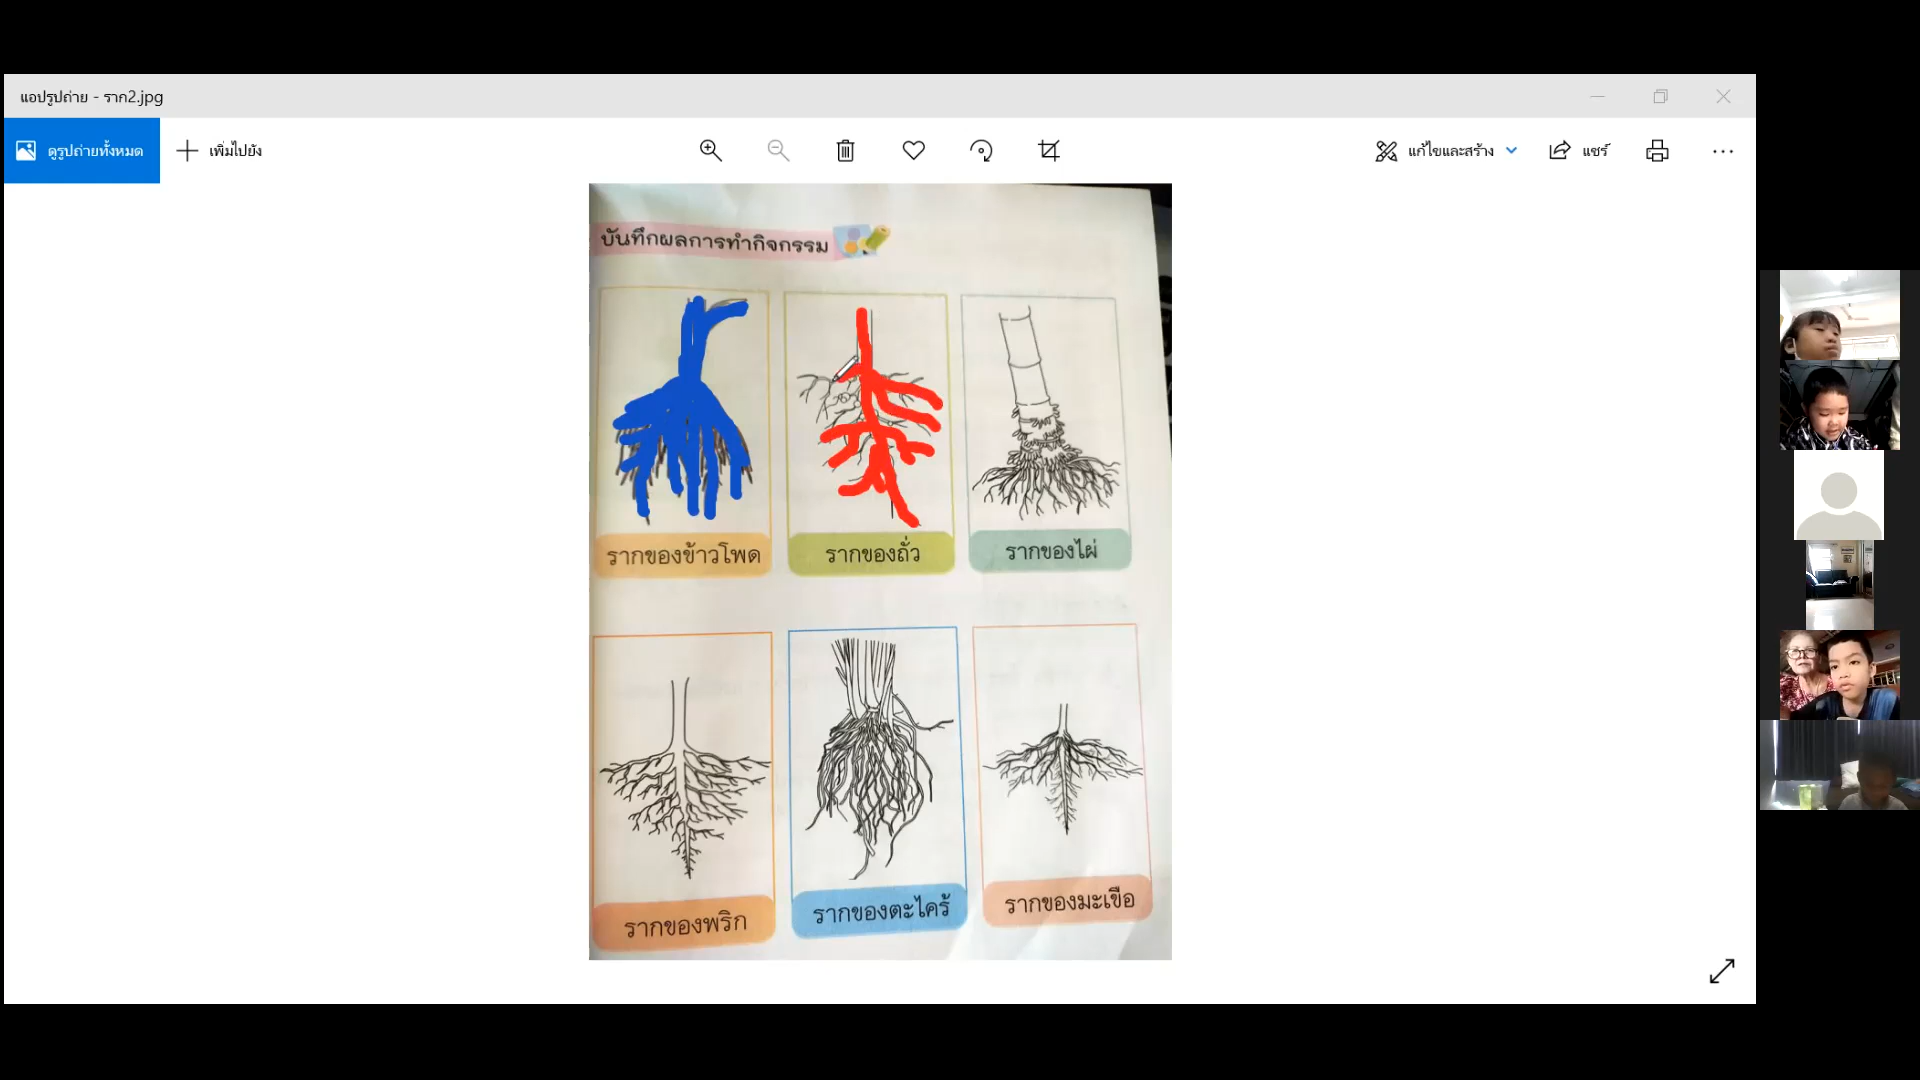 แอปรูปถ่าย - ราก2.jpg
ดูรูปถ่ายทั้งหมด
เพิ่มไปยัง
แก้ไขและสร้าง
แชร์
บันทึกผลการทำกิจกรรม
รากของข้าวโพด
รากของถั่ว
รากของไผ่
รากของพริก
รากของตะไคร้
รากของมะเขือ